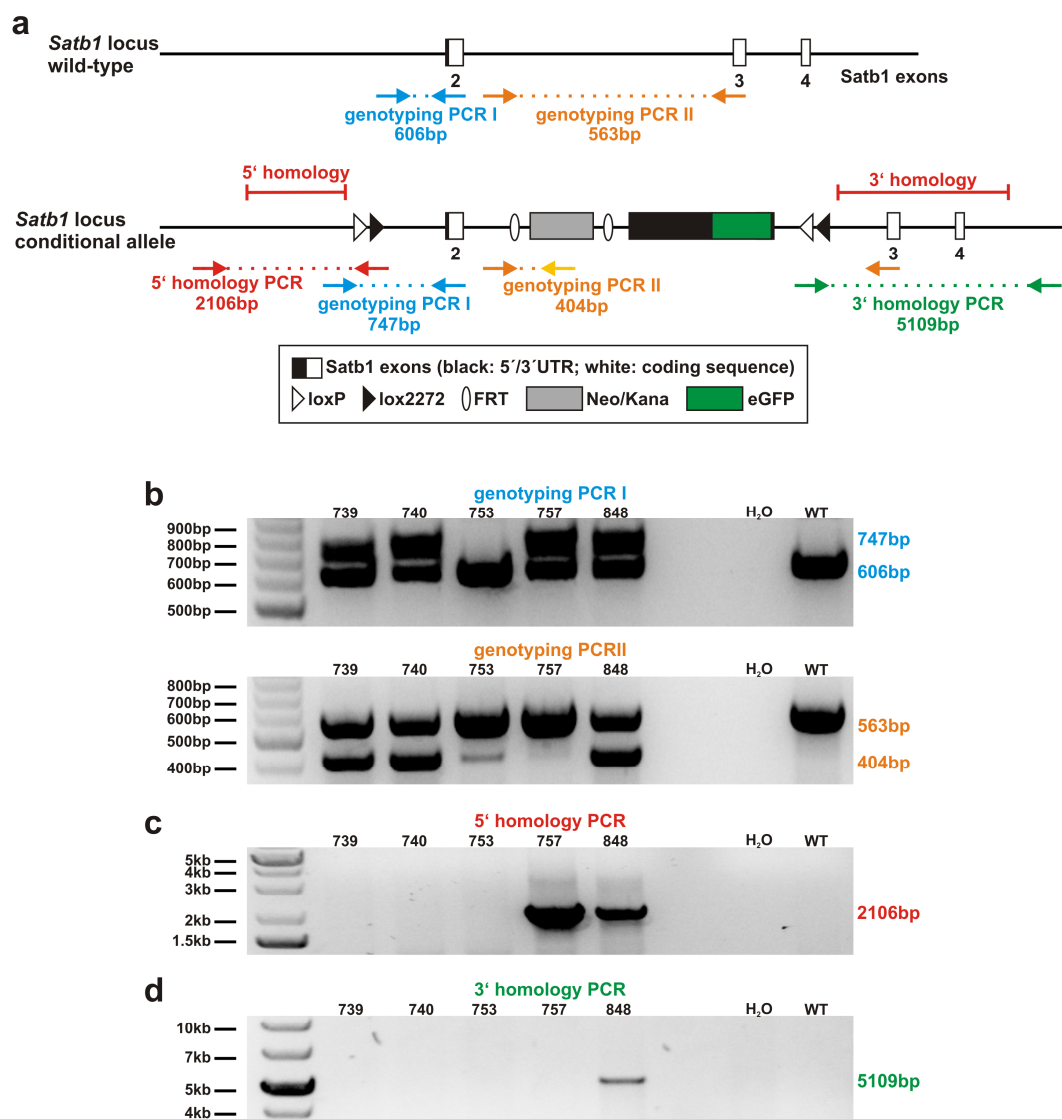 a
Satb1 locus
wild-type
2
3
4
Satb1 exons
genotyping PCR I
606bp
genotyping PCR II
563bp
5‘ homology
3‘ homology
Satb1 locus
conditional allele
2
3
4
5‘ homology PCR
2106bp
genotyping PCR I
747bp
genotyping PCR II
404bp
3‘ homology PCR
5109bp
Satb1 exons (black: 5´/3´UTR; white: coding sequence)
loxP lox2272 FRT Neo/Kana eGFP
b
genotyping PCR I
739 740 753 757 848 H₂O WT
900bp
800bp
700bp
600bp
500bp
747bp
606bp
genotyping PCRII
739 740 753 757 848 H₂O WT
800bp
700bp
600bp
500bp
400bp
563bp
404bp
c
5‘ homology PCR
739 740 753 757 848 H₂O WT
5kb
4kb
3kb
2kb
1.5kb
2106bp
d
3‘ homology PCR
739 740 753 757 848 H₂O WT
10kb
7kb
5kb
4kb
5109bp